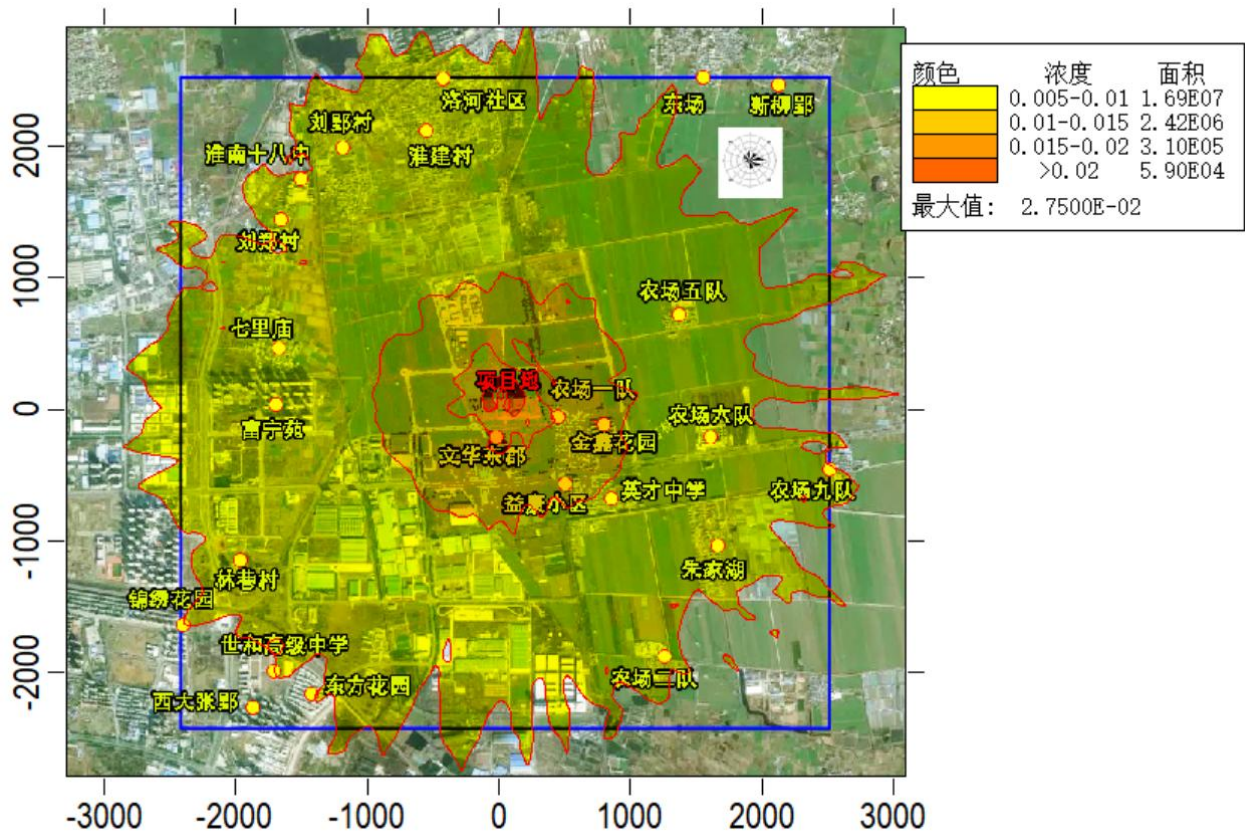 颜色 浓度 面积
0.005-0.01 1.69E07
0.01-0.015 2.42E06
0.015-0.02 3.10E05
>0.02 5.90E04
最大值: 2.7500E-02
洛河社区
东场
新柳郢
刘郢村
淮建村
淮南十八中
刘郑村
农场五队
七里庙
项目地
农场一队
富宁苑
农场六队
文华东郡
金鑫花园
益康小区
英才中学
农场九队
朱家湖
林巷村
锦绣花园
世和高级中学
东方花园
农场二队
西大张郢
2000
1000
0
-1000
-2000
-3000 -2000 -1000 0 1000 2000 3000